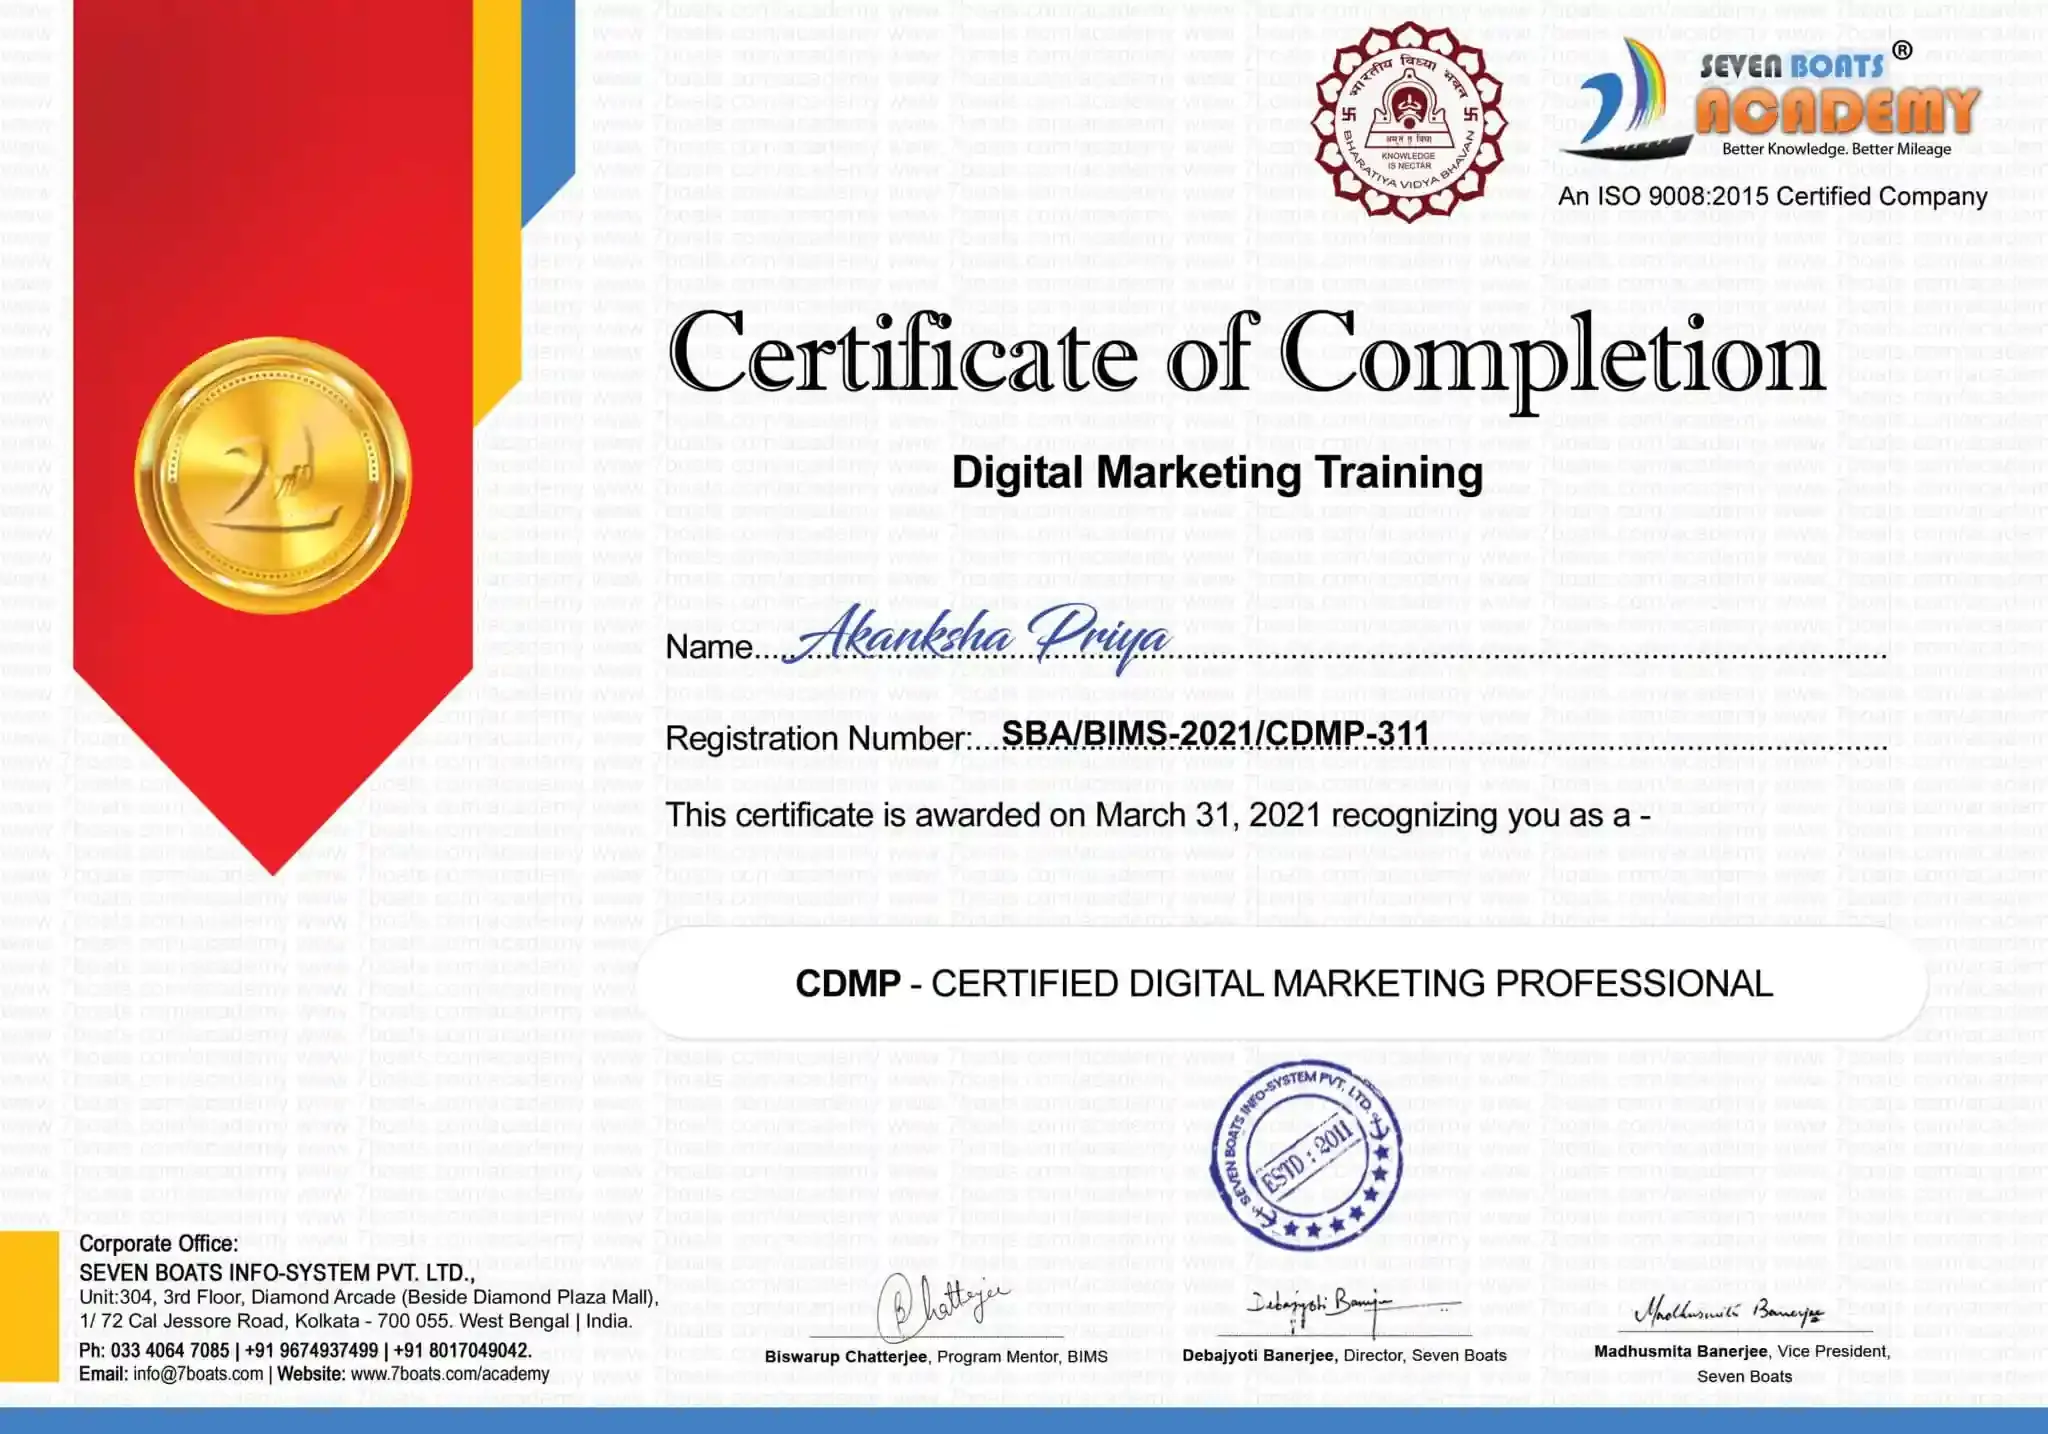 भारतीय विध्या भवन
अमृतं तु विद्या
KNOWLEDGE
IS NECTAR
BHARATIYA VIDYA BHAVAN
SEVEN BOATS ®
ACADEMY
Better Knowledge. Better Mileage
An ISO 9008:2015 Certified Company
Certificate of Completion
Digital Marketing Training
Name Akanksha Priya
Registration Number: SBA/BIMS-2021/CDMP-311
This certificate is awarded on March 31, 2021 recognizing you as a -
CDMP - CERTIFIED DIGITAL MARKETING PROFESSIONAL
SEVEN BOATS INFO-SYSTEM PVT. LTD.
ESTD : 2011
Corporate Office:
SEVEN BOATS INFO-SYSTEM PVT. LTD.,
Unit:304, 3rd Floor, Diamond Arcade (Beside Diamond Plaza Mall),
1/ 72 Cal Jessore Road, Kolkata - 700 055. West Bengal | India.
Ph: 033 4064 7085 | +91 9674937499 | +91 8017049042.
Email: info@7boats.com | Website: www.7boats.com/academy
B Chatterjee
Biswarup Chatterjee, Program Mentor, BIMS
Debajyoti Banerjee
Debajyoti Banerjee, Director, Seven Boats
Madhusmita Banerjee
Madhusmita Banerjee, Vice President,
Seven Boats